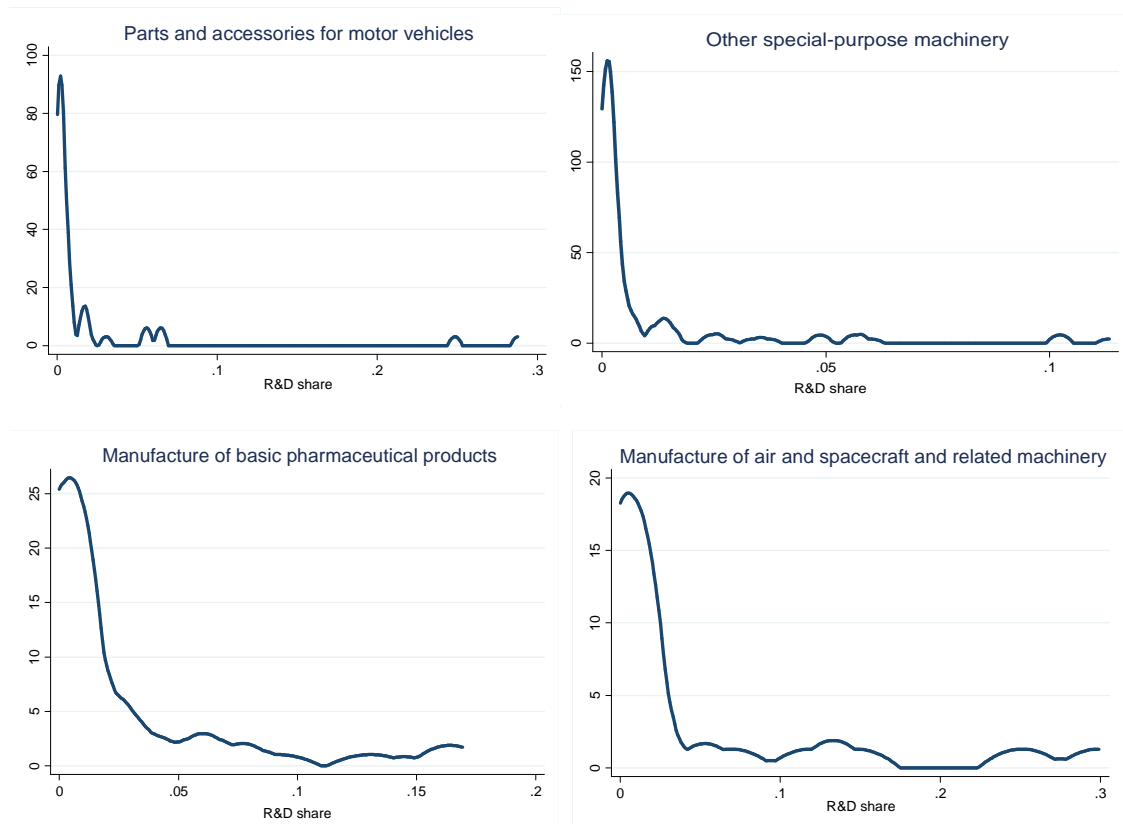 Parts and accessories for motor vehicles
100
80
60
40
20
0
0 .1 .2 .3
R&D share
Other special-purpose machinery
150
100
50
0
0 .05 .1
R&D share
Manufacture of basic pharmaceutical products
25
20
15
10
5
0
0 .05 .1 .15 .2
R&D share
Manufacture of air and spacecraft and related machinery
20
15
10
5
0
0 .1 .2 .3
R&D share